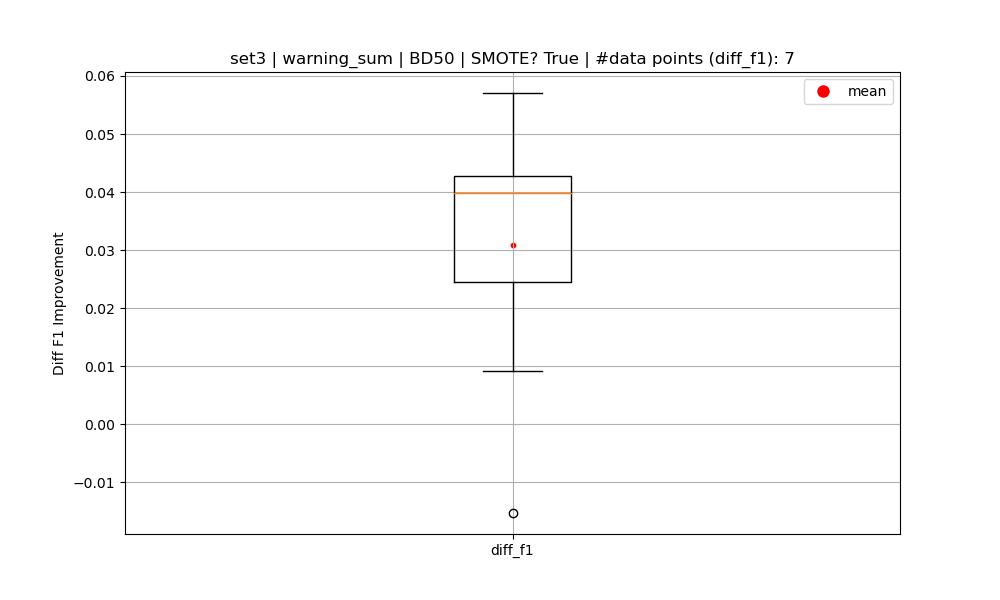 set3 | warning_sum | BD50 | SMOTE? True | #data points (diff_f1): 7
mean
0.06
0.05
0.04
0.03
0.02
0.01
0.00
−0.01
Diff F1 Improvement
diff_f1